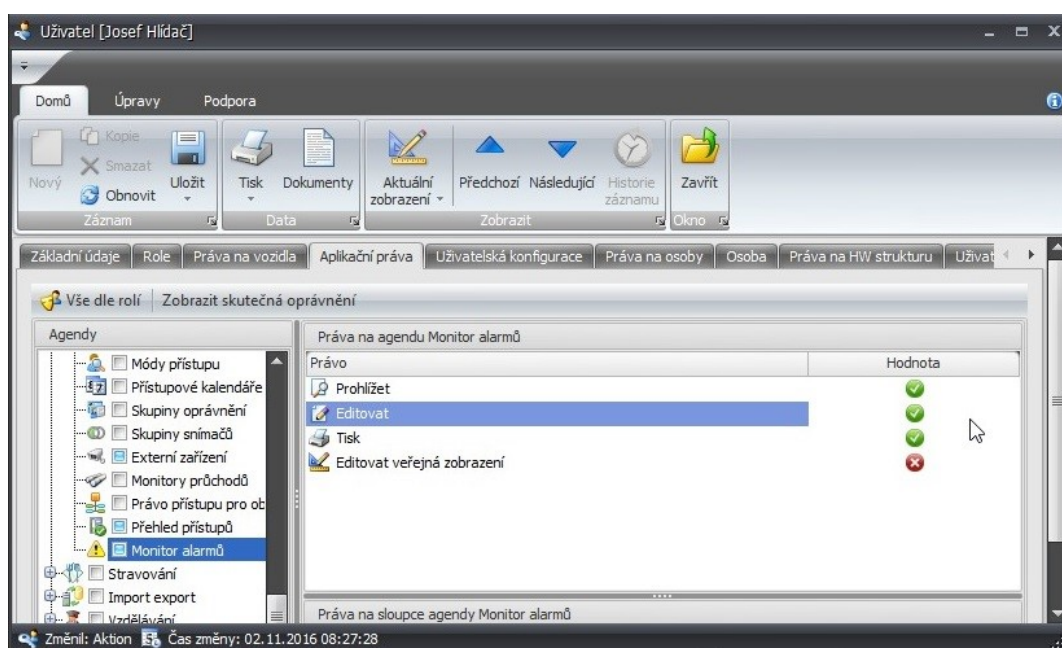 Uživatel [Josef Hlídač]
Domů Úpravy Podpora
Nový
Kopie
Smazat
Obnovit
Uložit
Záznam
Tisk
Dokumenty
Data
Aktuální
zobrazení
Předchozí
Následující
Historie
záznamu
Zobrazit
Zavřít
Okno
Základní údaje Role Práva na vozidla Aplikační práva Uživatelská konfigurace Práva na osoby Osoba Práva na HW strukturu Uživat
Vše dle rolí Zobrazit skutečná oprávnění
Agendy
Módy přístupu
Přístupové kalendáře
Skupiny oprávnění
Skupiny snímačů
Externí zařízení
Monitory průchodů
Právo přístupu pro ob
Přehled přístupů
Monitor alarmů
Stravování
Import export
Vzdělávání
Práva na agendu Monitor alarmů
Právo Hodnota
Prohlížet
Editovat
Tisk
Editovat veřejná zobrazení
Práva na sloupce agendy Monitor alarmů
Změnil: Aktion Čas změny: 02.11.2016 08:27:28